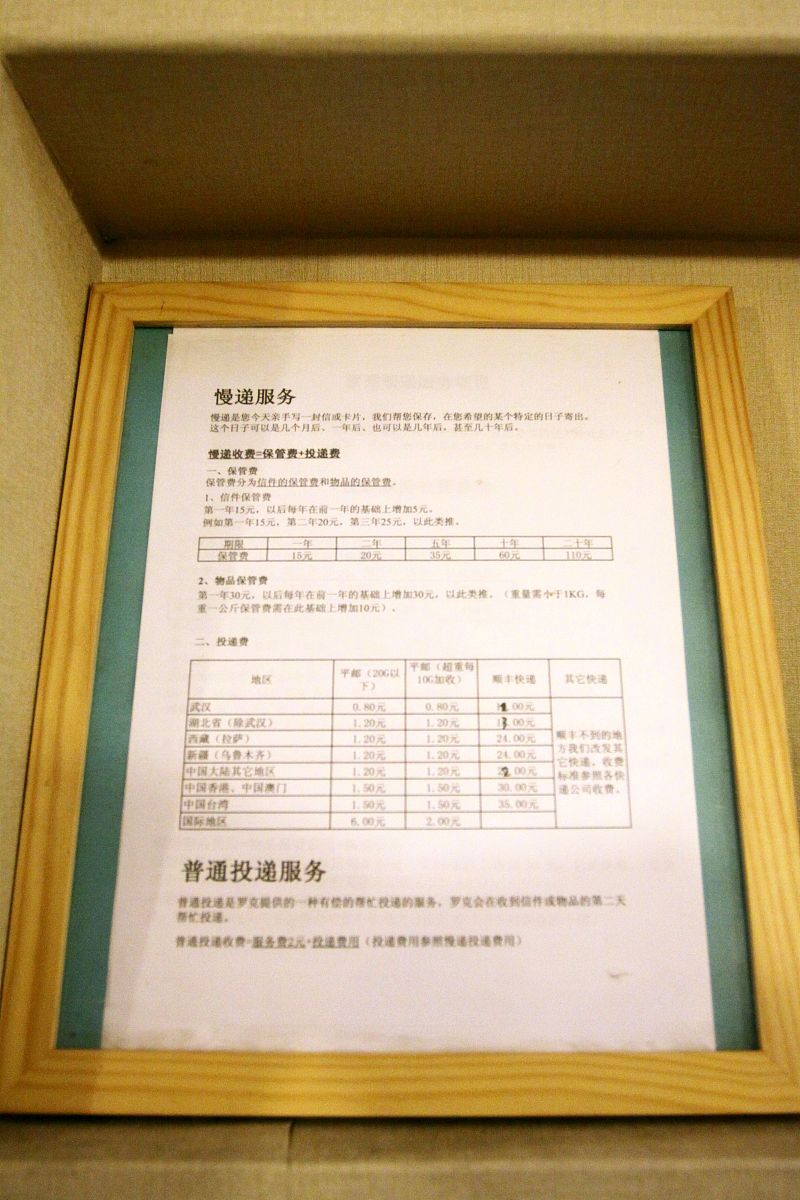 慢递服务
慢递是您今天亲手写一封信或卡片，我们帮您保存，在您希望的某个特定的日子寄出。
这个日子可以是几个月后、一年后、也可以是几年后，甚至几十年后。
慢递收费=保管费+投递费
一、保管费
保管费分为信件的保管费和物品的保管费。
1、信件保管费
第一年15元，以后每年在前一年的基础上增加5元。
例如第一年15元，第二年20元，第三年25元，以此类推。
期限 一年 二年 五年 十年 二十年
保管费 15元 20元 35元 60元 110元
2、物品保管费
第一年30元，以后每年在前一年的基础上增加30元，以此类推。（重量需小于1KG，每
重一公斤保管费需在此基础上增加10元）、
二、投递费
地区 平邮（20G以下） 平邮（超重每10G加收） 顺丰快递 其它快递
武汉 0.80元 0.80元 .00元
湖北省（除武汉） 1.20元 1.20元 .00元
西藏（拉萨） 1.20元 1.20元 24.00元
新疆（乌鲁木齐） 1.20元 1.20元 24.00元
中国大陆其它地区 1.20元 1.20元 .00元
中国香港、中国澳门 1.50元 1.50元 30.00元
中国台湾 1.50元 1.50元 35.00元
国际地区 6.00元 2.00元
顺丰不到的地
方我们改发其
它快递，收费
标准参照各快
递公司收费。
普通投递服务
普通投递是罗克提供的一种有偿的帮忙投递的服务，罗克会在收到信件或物品的第二天
帮忙投递。
普通投递收费=服务费2元+投递费用（投递费用参照慢递投递费用）